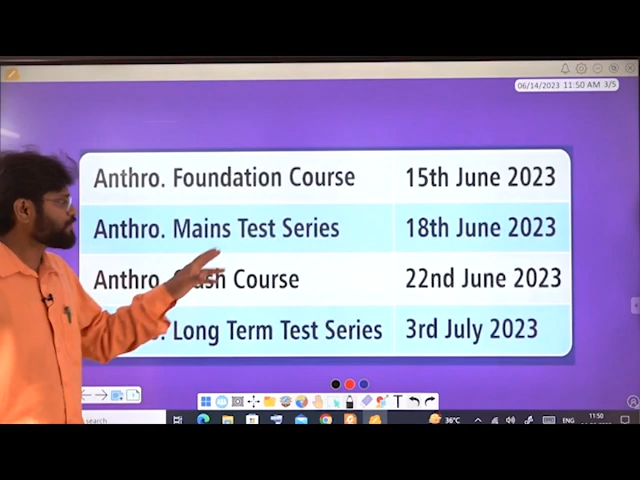 06/14/2023 11:50 AM 3/5
Anthro. Foundation Course 15th June 2023
Anthro. Mains Test Series 18th June 2023
Anthro. Course 22nd June 2023
Long Term Test Series 3rd July 2023
T
search
36°C
11:50